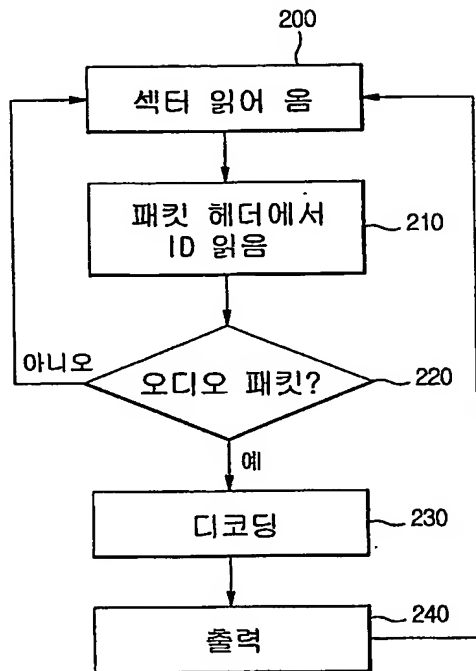 200
섹터 읽어 옴
패킷 헤더에서
ID 읽음
210
아니오
오디오 패킷?
220
예
디코딩
230
출력
240